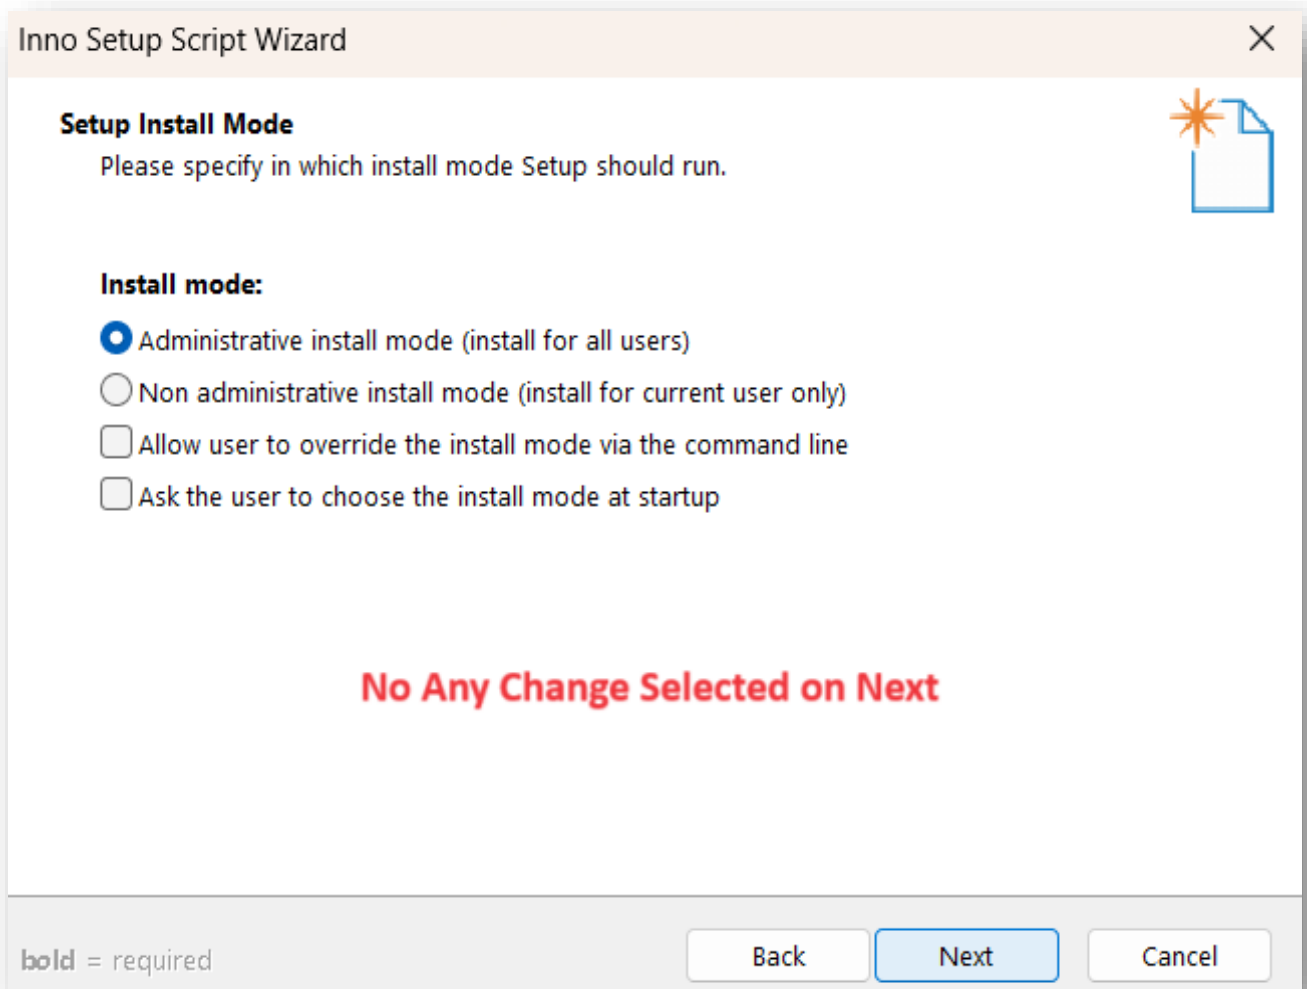 Inno Setup Script Wizard
Setup Install Mode
Please specify in which install mode Setup should run.
Install mode:
Administrative install mode (install for all users)
Non administrative install mode (install for current user only)
Allow user to override the install mode via the command line
Ask the user to choose the install mode at startup
No Any Change Selected on Next
bold = required
Back
Next
Cancel